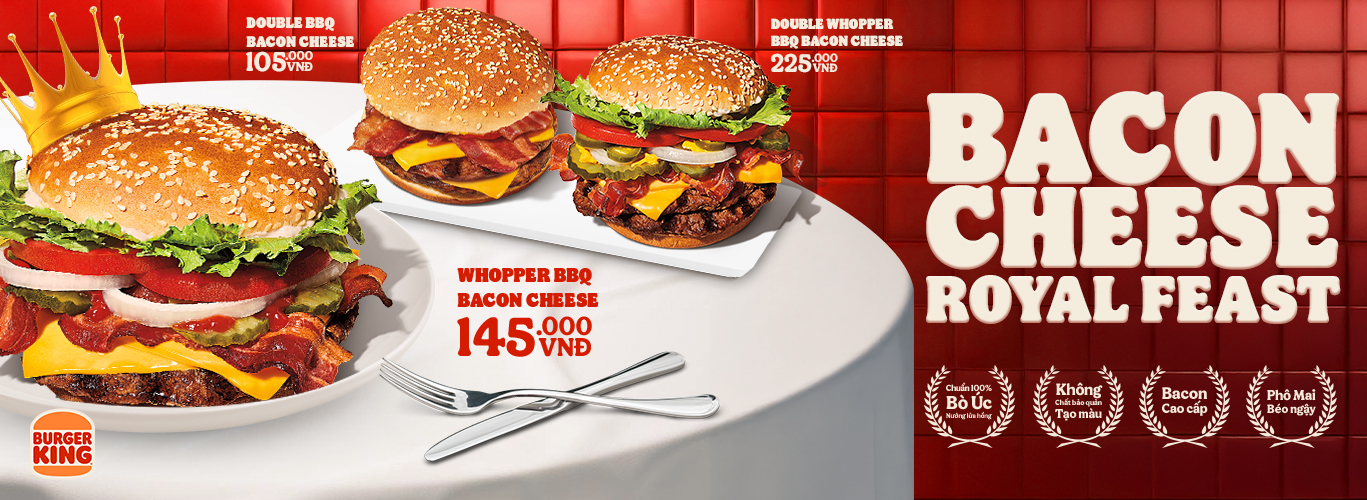 DOUBLE BBQ
BACON CHEESE
105.000
VNĐ
DOUBLE WHOPPER
BBQ BACON CHEESE
225.000
VNĐ
WHOPPER BBQ
BACON CHEESE
145.000
VNĐ
BACON
CHEESE
ROYAL FEAST
Chuẩn 100%
Bò Úc
Nướng lửa hồng
Không
Chất bảo quản
Tạo màu
Bacon
Cao cấp
Phô Mai
Béo ngậy
BURGER
KING